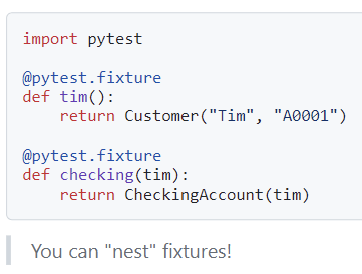 import pytest

@pytest.fixture
def tim():
    return Customer("Tim", "A0001")

@pytest.fixture
def checking(tim):
    return CheckingAccount(tim)

You can "nest" fixtures!